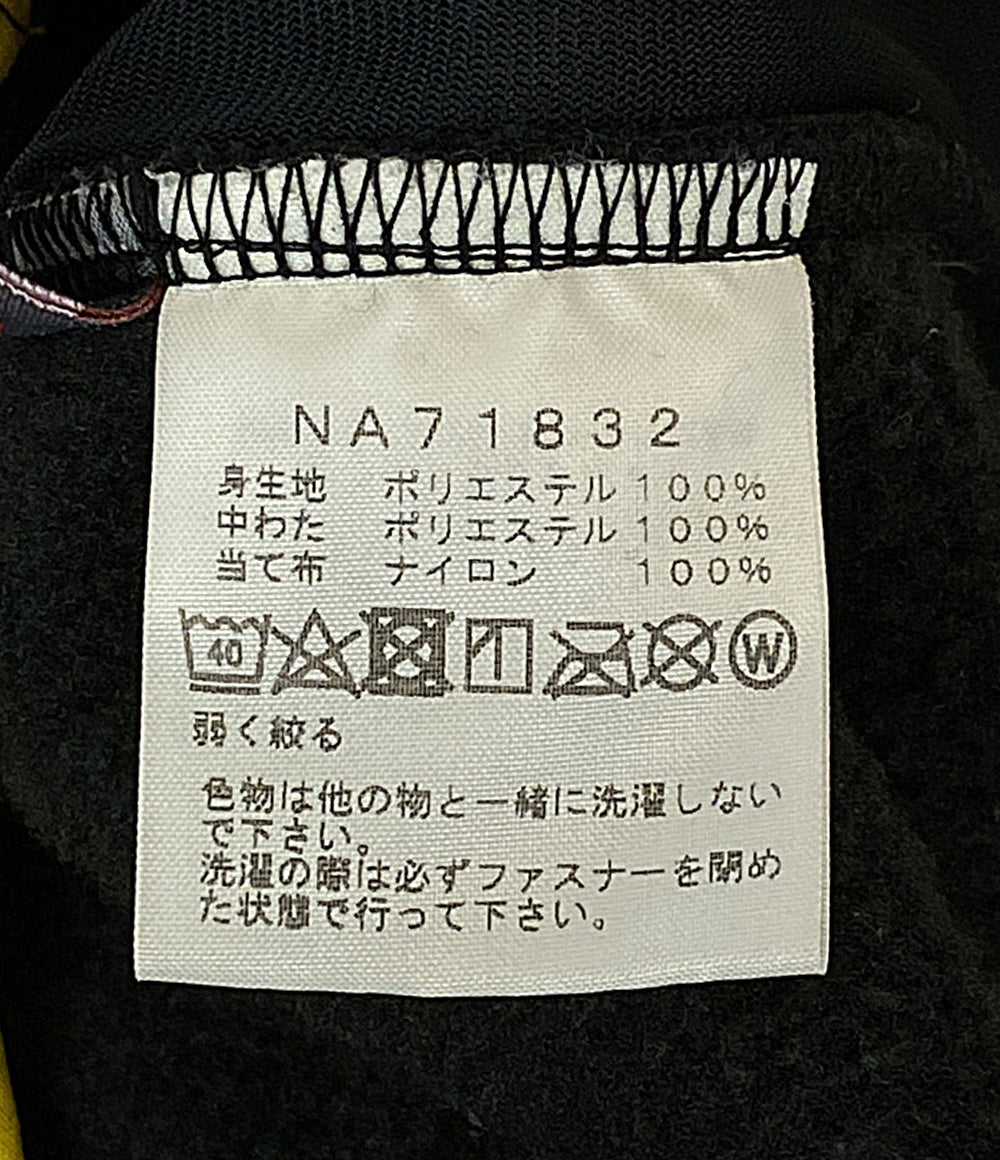 NA71832
身生地 ポリエステル 100%
中わた ポリエステル 100%
当て布 ナイロン 100%
40 W
弱く絞る
色物は他の物と一緒に洗濯しない
で下さい。
洗濯の際は必ずファスナーを閉め
た状態で行って下さい。